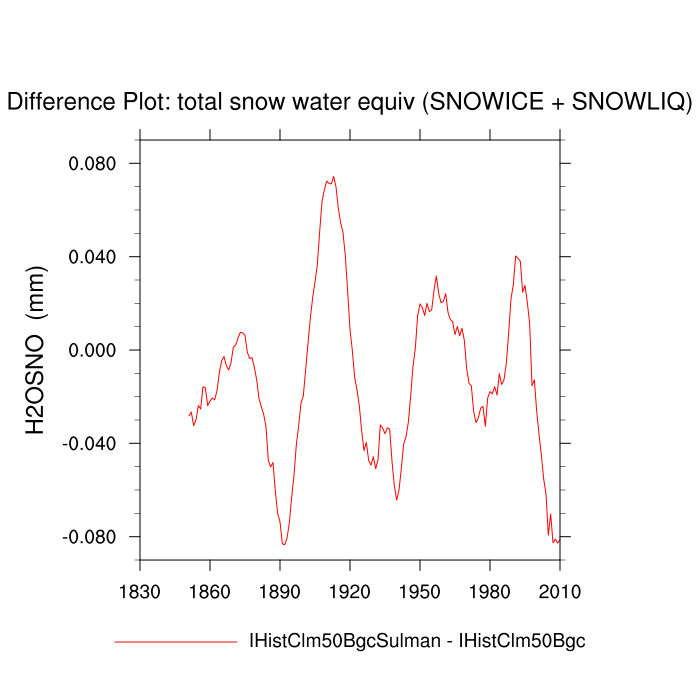 Difference Plot: total snow water equiv (SNOWICE + SNOWLIQ)
H2OSNO (mm)
0.080
0.040
0.000
-0.040
-0.080
1830 1860 1890 1920 1950 1980 2010
IHistClm50BgcSulman - IHistClm50Bgc